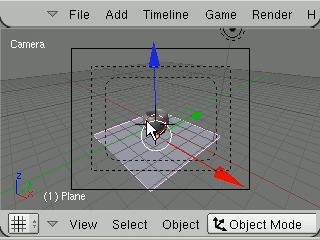 File Add Timeline Game Render H
Camera
z
x
(1) Plane
View Select Object Object Mode